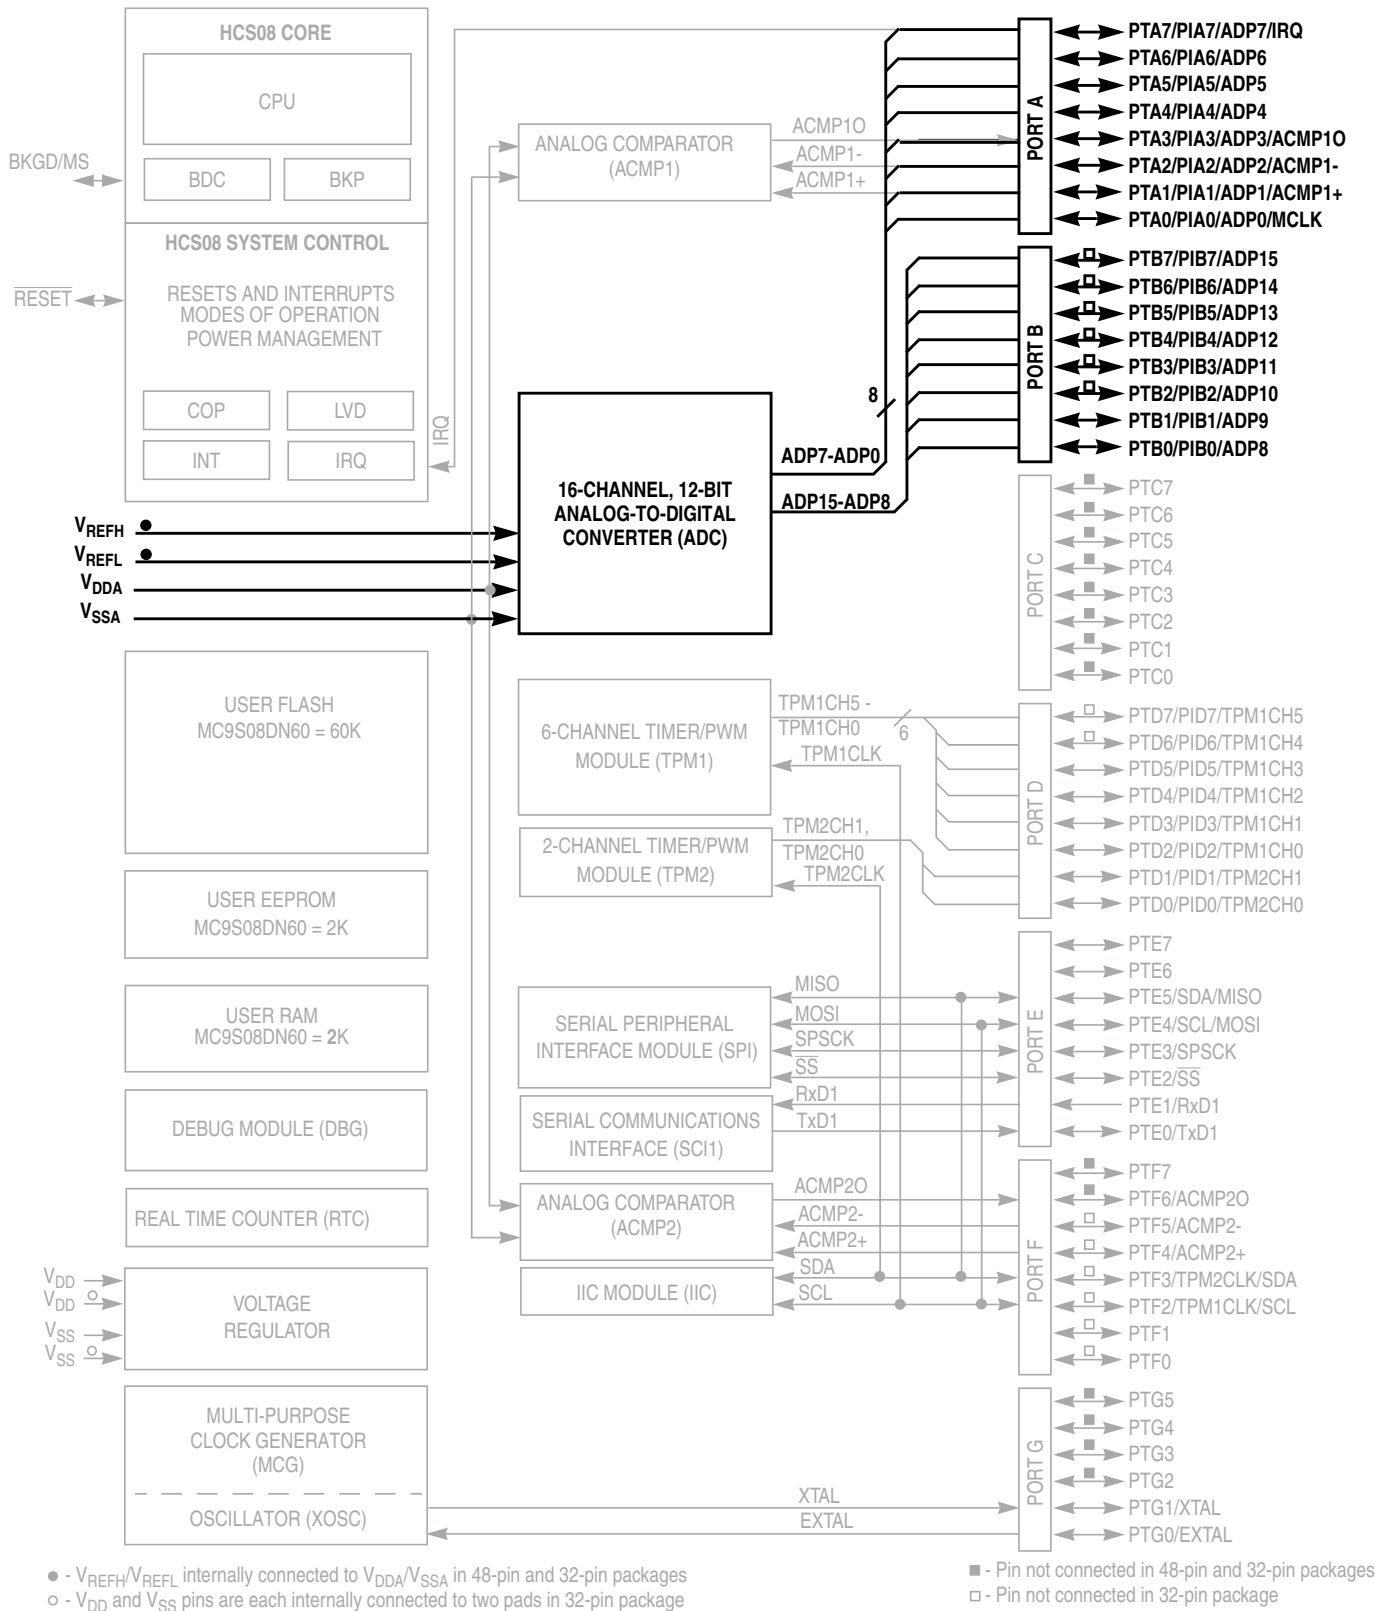 HCS08 CORE
CPU
BDC
BKP
BKGD/MS
HCS08 SYSTEM CONTROL
RESETS AND INTERRUPTS
MODES OF OPERATION
POWER MANAGEMENT
RESET
COP
LVD
INT
IRQ
IRQ
VREFH
VREFL
VDDA
VSSA
USER FLASH
MC9S08DN60 = 60K
USER EEPROM
MC9S08DN60 = 2K
USER RAM
MC9S08DN60 = 2K
DEBUG MODULE (DBG)
REAL TIME COUNTER (RTC)
VDD
VDD
VSS
VSS
VOLTAGE
REGULATOR
MULTI-PURPOSE
CLOCK GENERATOR
(MCG)
OSCILLATOR (XOSC)
ANALOG COMPARATOR
(ACMP1)
ACMP1O
ACMP1-
ACMP1+
16-CHANNEL, 12-BIT
ANALOG-TO-DIGITAL
CONVERTER (ADC)
8
ADP7-ADP0
ADP15-ADP8
6-CHANNEL TIMER/PWM
MODULE (TPM1)
TPM1CH5 -
TPM1CH0
6
TPM1CLK
2-CHANNEL TIMER/PWM
MODULE (TPM2)
TPM2CH1,
TPM2CH0
TPM2CLK
SERIAL PERIPHERAL
INTERFACE MODULE (SPI)
MISO
MOSI
SPSCK
SS
SERIAL COMMUNICATIONS
INTERFACE (SCI1)
RxD1
TxD1
ANALOG COMPARATOR
(ACMP2)
ACMP2O
ACMP2-
ACMP2+
IIC MODULE (IIC)
SDA
SCL
XTAL
EXTAL
PORT A
PTA7/PIA7/ADP7/IRQ
PTA6/PIA6/ADP6
PTA5/PIA5/ADP5
PTA4/PIA4/ADP4
PTA3/PIA3/ADP3/ACMP1O
PTA2/PIA2/ADP2/ACMP1-
PTA1/PIA1/ADP1/ACMP1+
PTA0/PIA0/ADP0/MCLK
PORT B
PTB7/PIB7/ADP15
PTB6/PIB6/ADP14
PTB5/PIB5/ADP13
PTB4/PIB4/ADP12
PTB3/PIB3/ADP11
PTB2/PIB2/ADP10
PTB1/PIB1/ADP9
PTB0/PIB0/ADP8
PORT C
PTC7
PTC6
PTC5
PTC4
PTC3
PTC2
PTC1
PTC0
PORT D
PTD7/PID7/TPM1CH5
PTD6/PID6/TPM1CH4
PTD5/PID5/TPM1CH3
PTD4/PID4/TPM1CH2
PTD3/PID3/TPM1CH1
PTD2/PID2/TPM1CH0
PTD1/PID1/TPM2CH1
PTD0/PID0/TPM2CH0
PORT E
PTE7
PTE6
PTE5/SDA/MISO
PTE4/SCL/MOSI
PTE3/SPSCK
PTE2/SS
PTE1/RxD1
PTE0/TxD1
PORT F
PTF7
PTF6/ACMP2O
PTF5/ACMP2-
PTF4/ACMP2+
PTF3/TPM2CLK/SDA
PTF2/TPM1CLK/SCL
PTF1
PTF0
PORT G
PTG5
PTG4
PTG3
PTG2
PTG1/XTAL
PTG0/EXTAL
● - VREFH/VREFL internally connected to VDDA/VSSA in 48-pin and 32-pin packages
○ - VDD and VSS pins are each internally connected to two pads in 32-pin package
■ - Pin not connected in 48-pin and 32-pin packages
□ - Pin not connected in 32-pin package